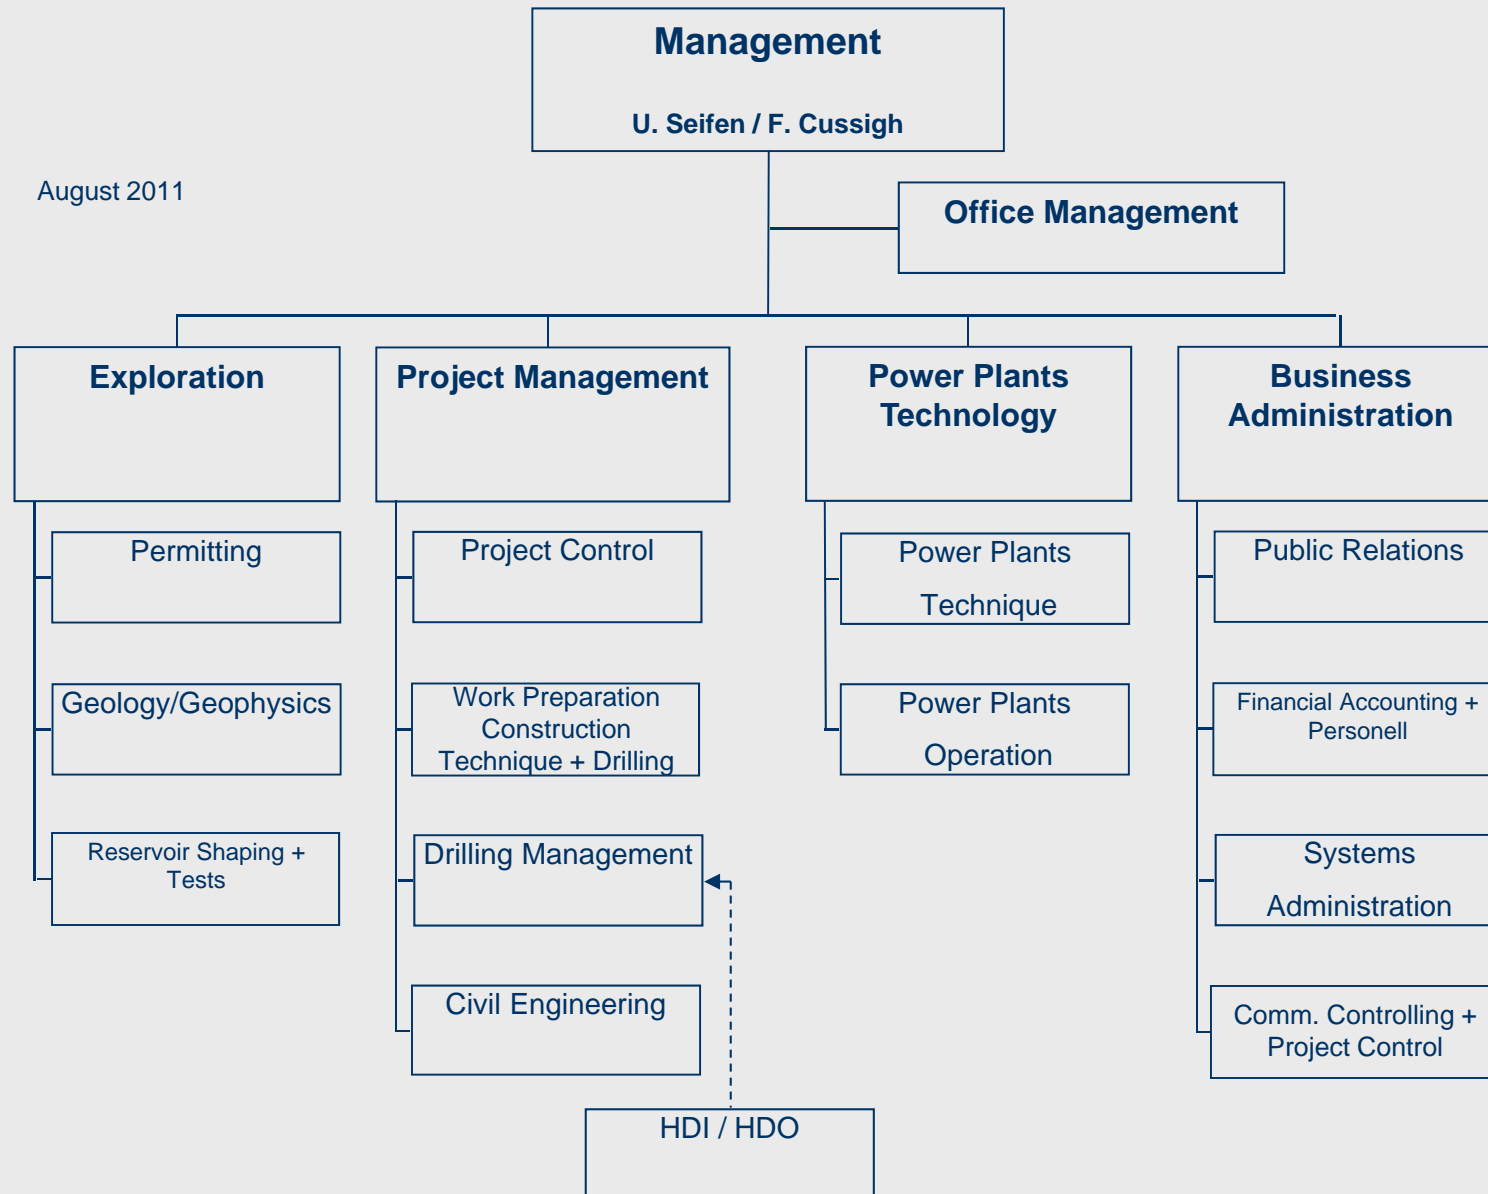 Management
U. Seifen / F. Cussigh
August 2011
Office Management
Exploration
Project Management
Power Plants
Technology
Business
Administration
Permitting
Project Control
Power Plants
Technique
Public Relations
Geology/Geophysics
Work Preparation
Construction
Technique + Drilling
Power Plants
Operation
Financial Accounting +
Personell
Reservoir Shaping +
Tests
Drilling Management
Systems
Administration
Civil Engineering
Comm. Controlling +
Project Control
HDI / HDO